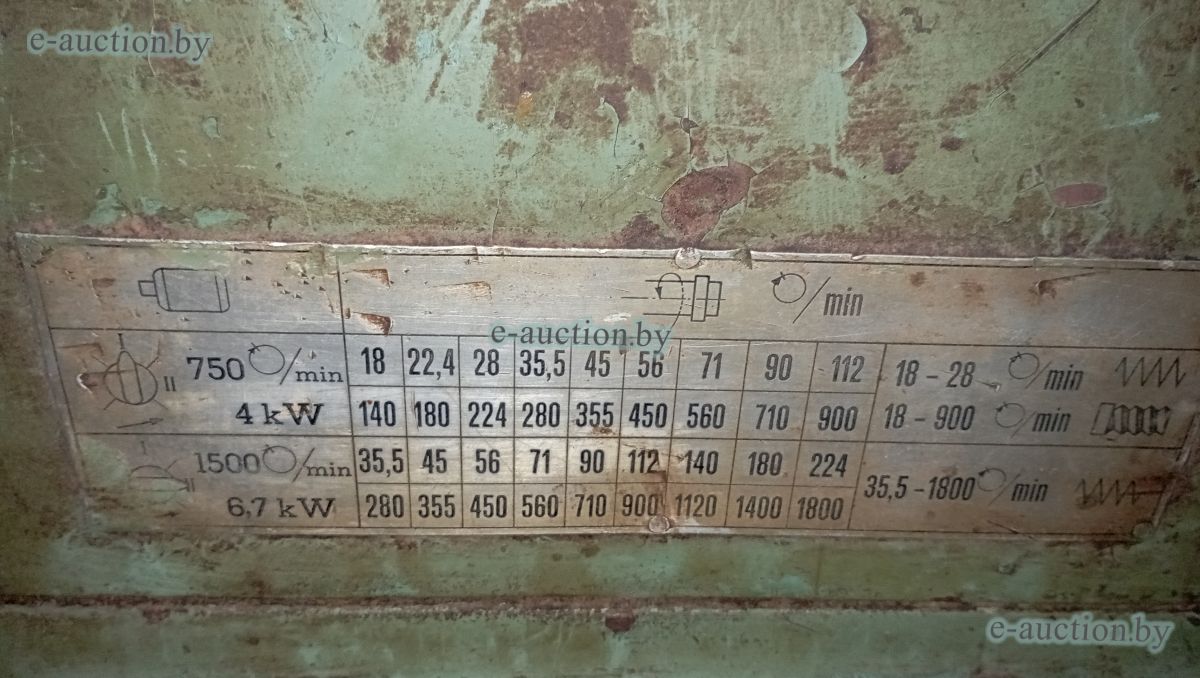 e-auction.by
/min
e-auction.by
750 /min 18 22,4 28 35,5 45 56 71 90 112 18 - 28 /min
4 kW 140 180 224 280 355 450 560 710 900 18 - 900 /min
1500 /min 35,5 45 56 71 90 112 140 180 224 35,5 - 1800 /min
6,7 kW 280 355 450 560 710 900 1120 1400 1800
e-auction.by